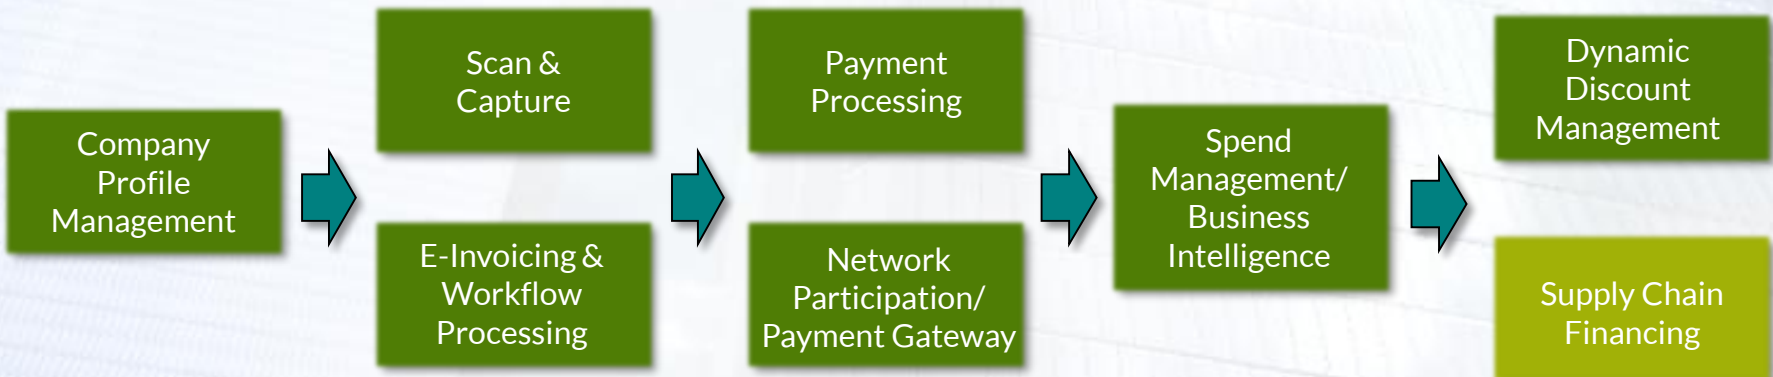 Company
Profile
Management
Scan &
Capture
E-Invoicing &
Workflow
Processing
Payment
Processing
Network
Participation/
Payment Gateway
Spend
Management/
Business
Intelligence
Dynamic
Discount
Management
Supply Chain
Financing